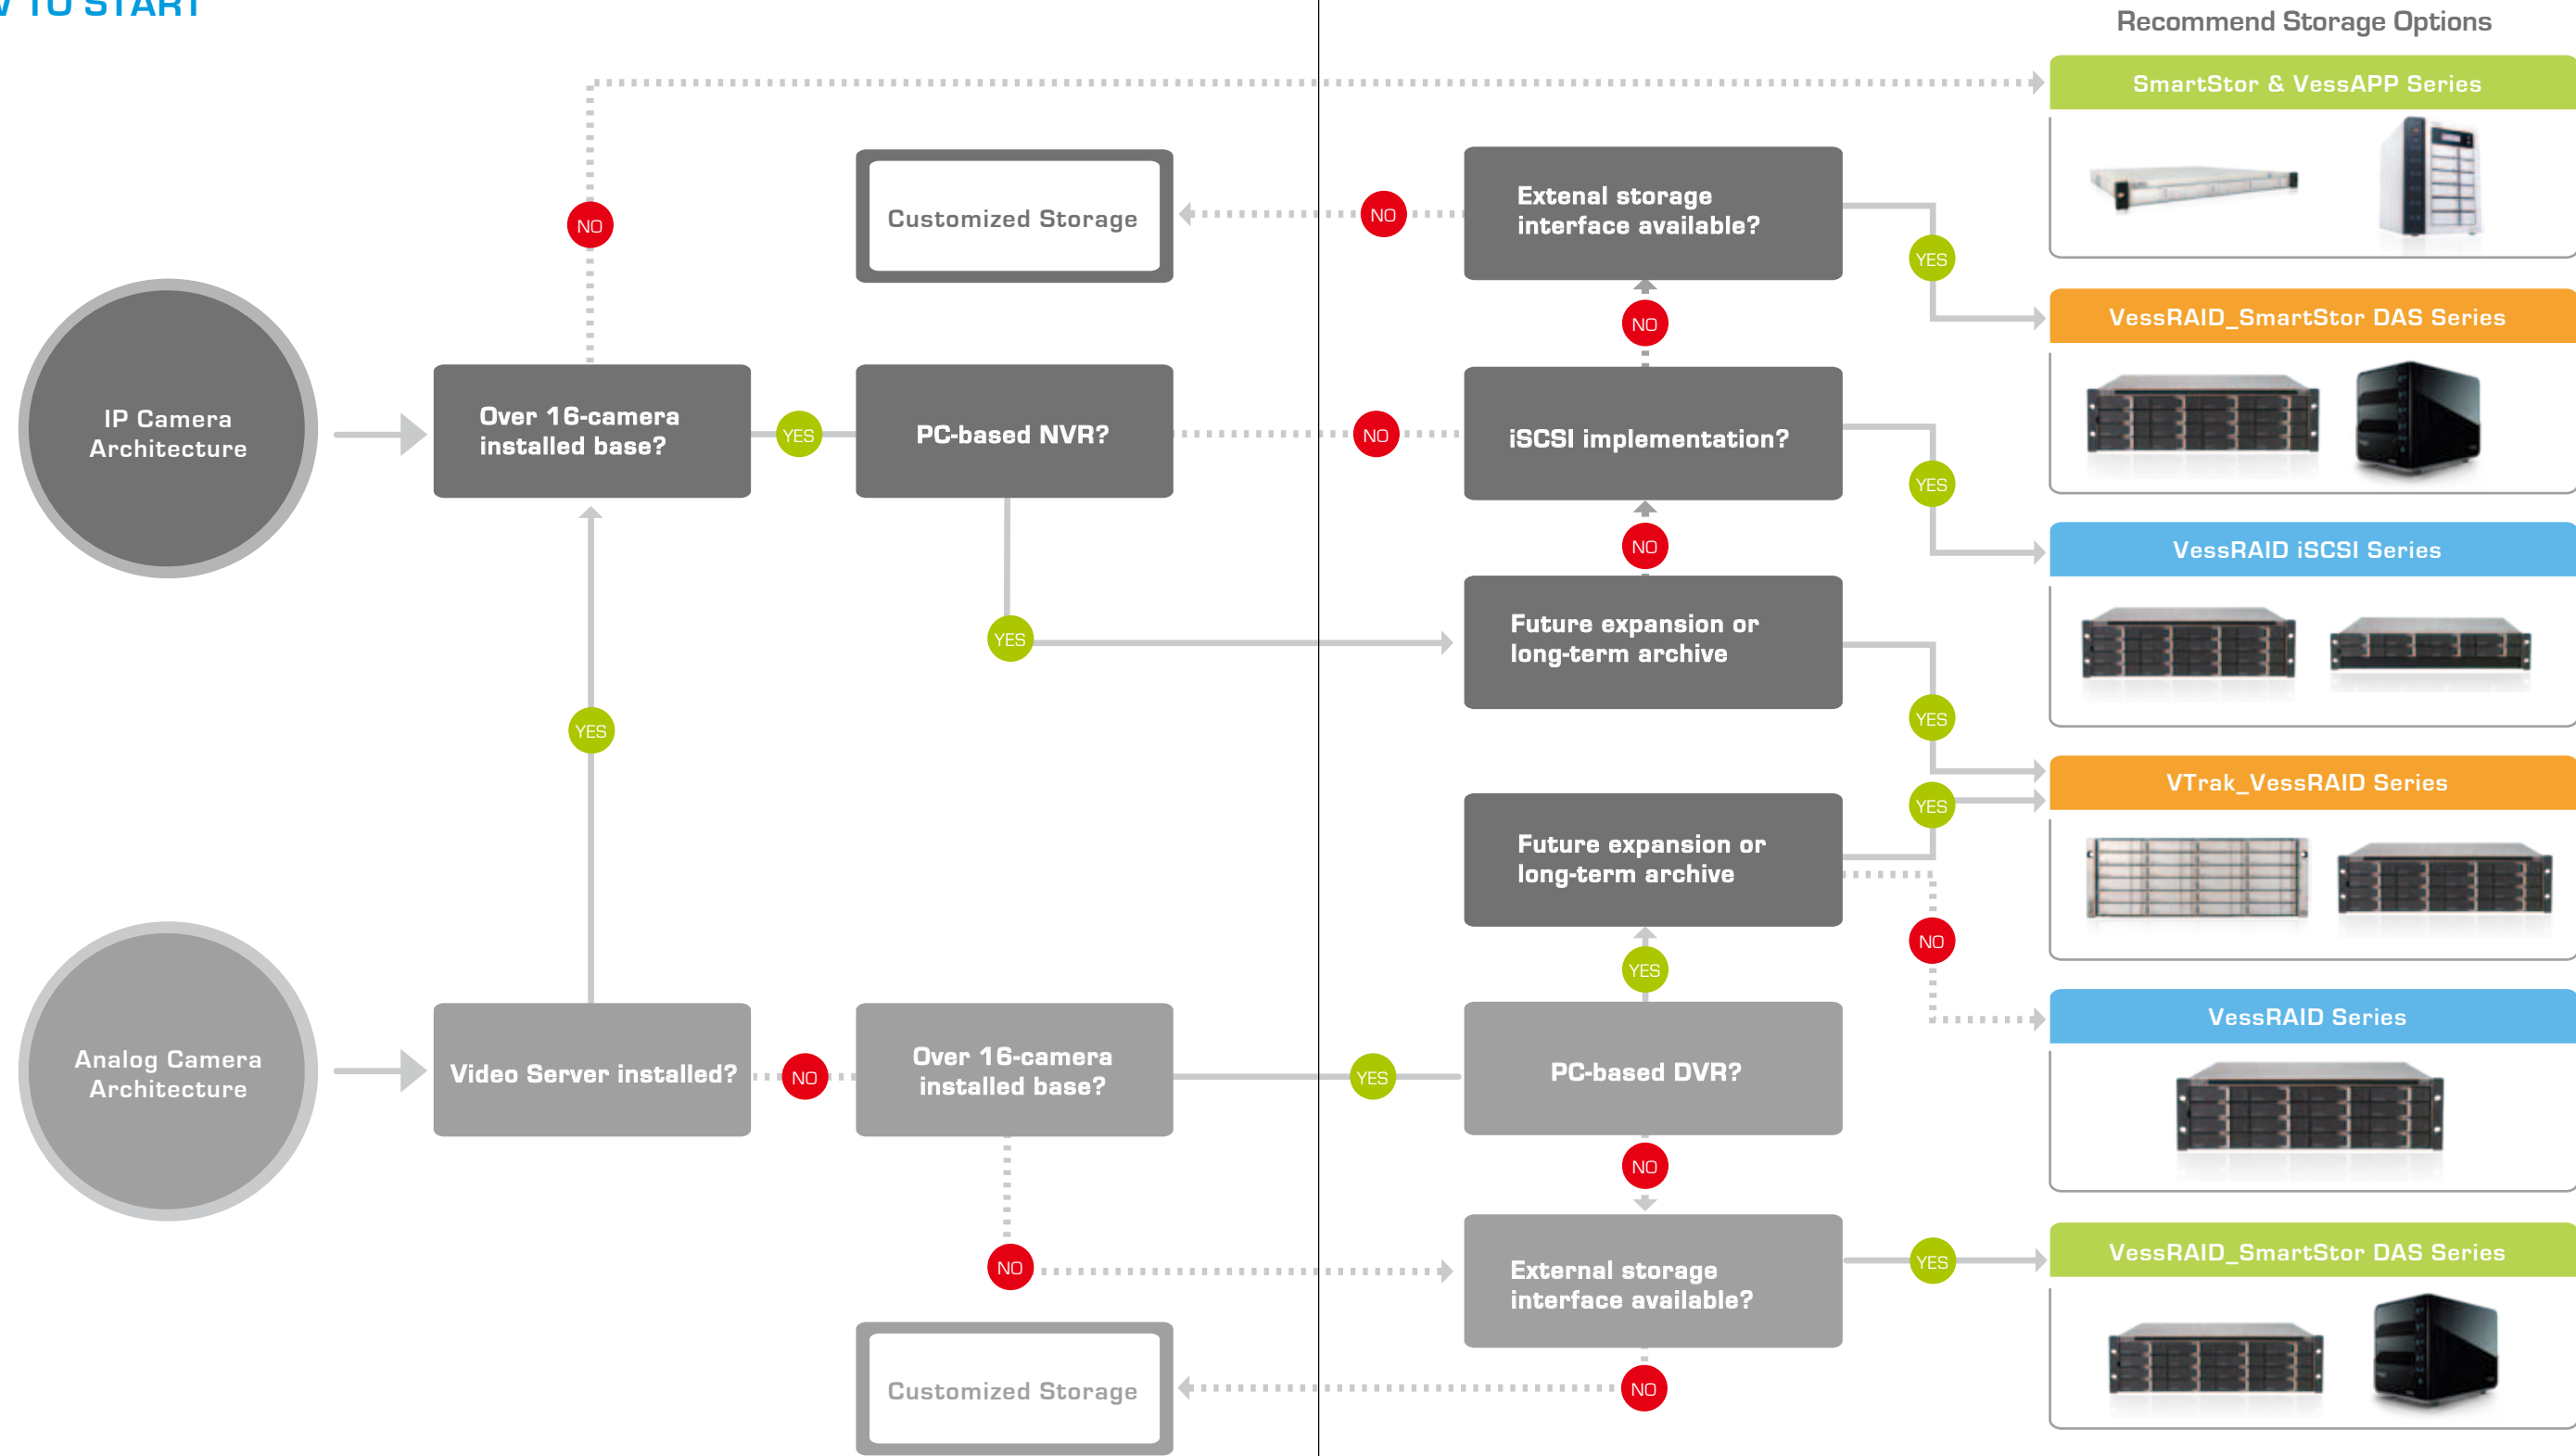 TO START
Recommend Storage Options
SmartStor & VessAPP Series
NO
Customized Storage
NO
Extenal storage
interface available?
YES
VessRAID_SmartStor DAS Series
NO
IP Camera
Architecture
Over 16-camera
installed base?
YES
PC-based NVR?
NO
iSCSI implementation?
YES
VessRAID iSCSI Series
NO
YES
Future expansion or
long-term archive
YES
YES
VTrak_VessRAID Series
YES
Future expansion or
long-term archive
NO
YES
VessRAID Series
Analog Camera
Architecture
Video Server installed?
NO
Over 16-camera
installed base?
YES
PC-based DVR?
NO
NO
External storage
interface available?
YES
VessRAID_SmartStor DAS Series
Customized Storage
NO